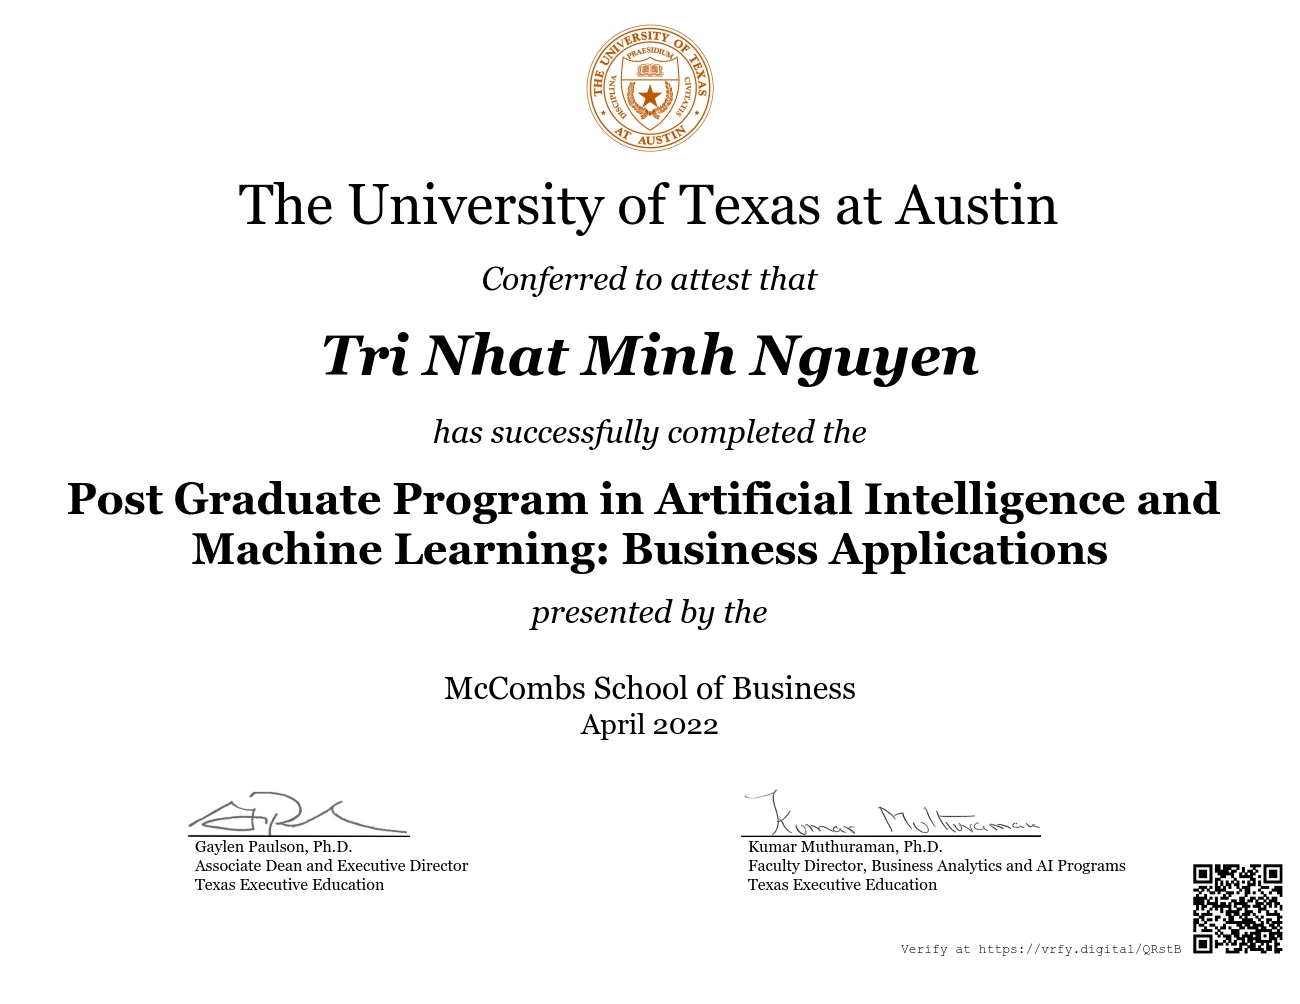 THE UNIVERSITY OF TEXAS
AT AUSTIN
PRAESIDIUM
DISCIPLINA
CIVITATIS
The University of Texas at Austin
Conferred to attest that
Tri Nhat Minh Nguyen
has successfully completed the
Post Graduate Program in Artificial Intelligence and
Machine Learning: Business Applications
presented by the
McCombs School of Business
April 2022
Kumar Muthuraman
Gaylen Paulson, Ph.D.
Associate Dean and Executive Director
Texas Executive Education
Kumar Muthuraman, Ph.D.
Faculty Director, Business Analytics and AI Programs
Texas Executive Education
Verify at https://vrfy.digital/QRstB